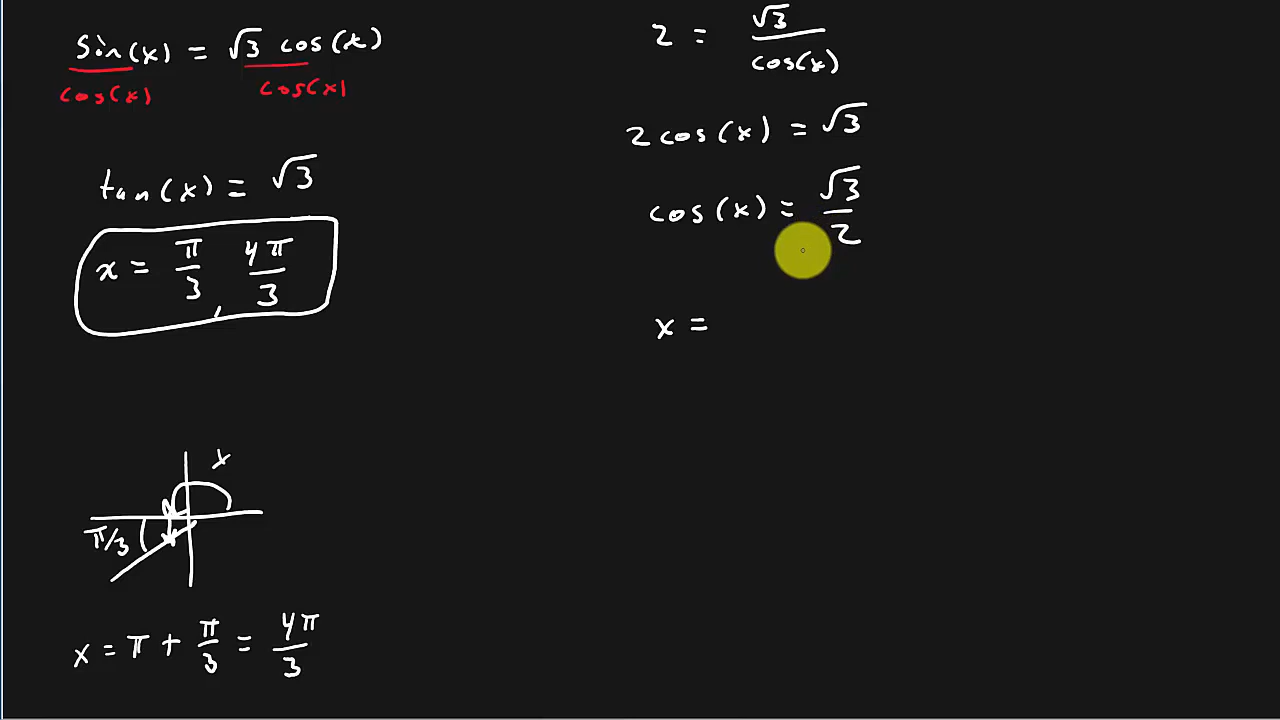 sin(x) = √3 cos(x)
cos(x) cos(x)
tan(x) = √3
x = π/3, 4π/3
x
π/3
x = π + π/3 = 4π/3
2 = √3/cos(x)
2cos(x) = √3
cos(x) = √3/2
x =